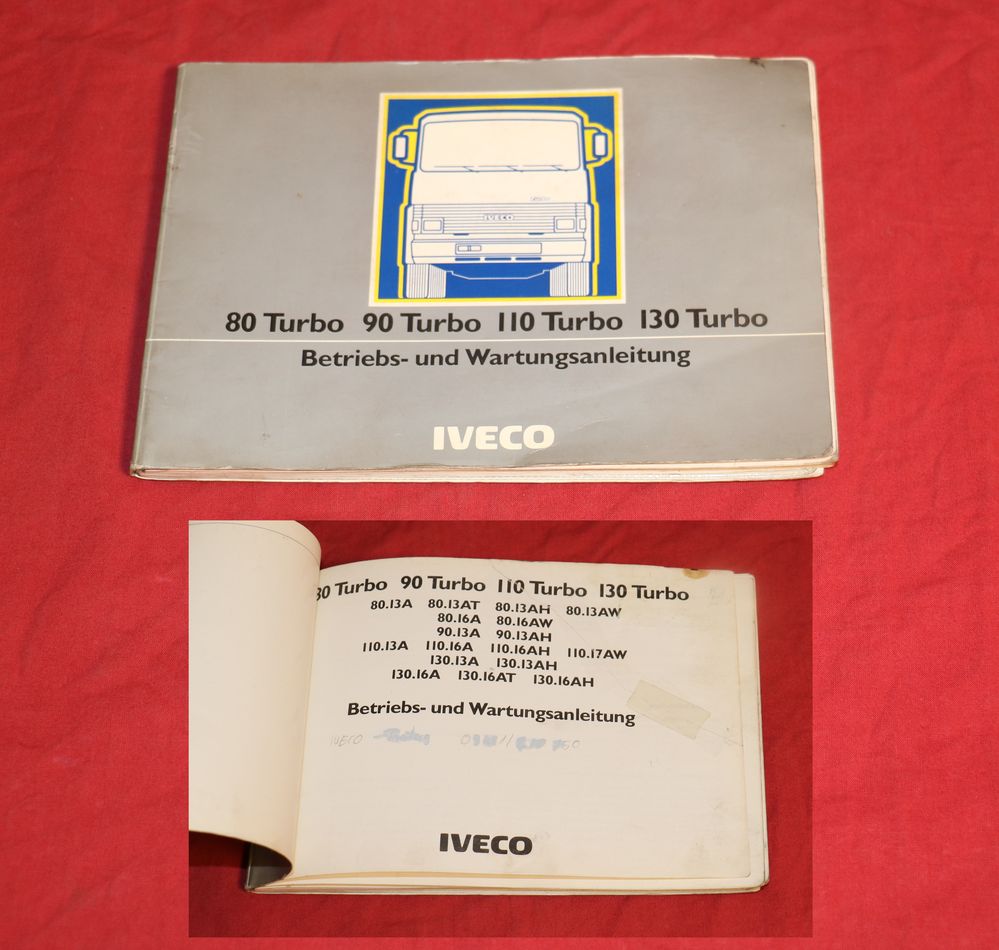 IVECO
80 Turbo 90 Turbo 110 Turbo 130 Turbo
Betriebs- und Wartungsanleitung
IVECO
80 Turbo 90 Turbo 110 Turbo 130 Turbo
80.13A 80.13AT 80.13AH 80.13AW
80.16A 80.16AW
90.13A 90.13AH
110.13A 110.16A 110.16AH 110.17AW
130.13A 130.13AH
130.16A 130.16AT 130.16AH
Betriebs- und Wartungsanleitung
IVECO
IVECO